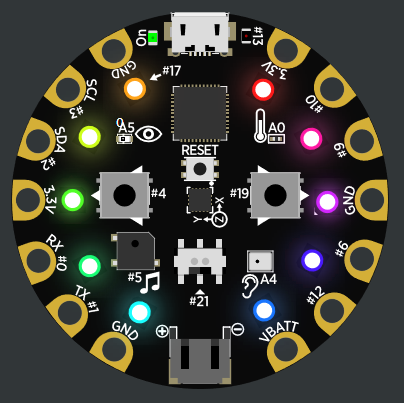 ON
#13
GND
#17
3.3V
SCL
#3
#10
A5
A0
SDA
#2
#9
RESET
3.3V
#4
#19
GND
X
Y
Z
RX
#0
#6
#5
A4
TX
#1
#21
#12
GND
VBATT